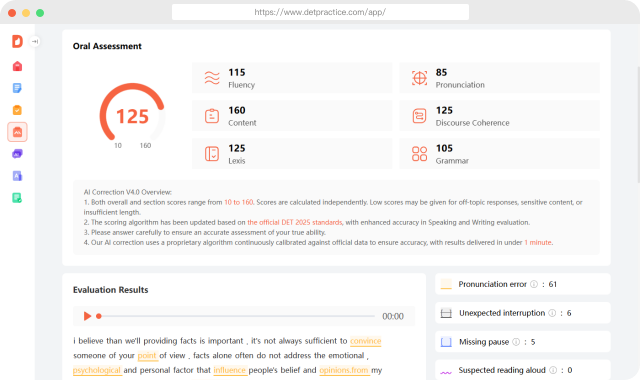 https://www.detpractice.com/app/
Oral Assessment
125
10 160
115
Fluency
85
Pronunciation
160
Content
125
Discourse Coherence
125
Lexis
105
Grammar
AI Correction V4.0 Overview:
1. Both overall and section scores range from 10 to 160. Scores are calculated independently. Low scores may be given for off-topic responses, sensitive content, or
insufficient length.
2. The scoring algorithm has been updated based on the official DET 2025 standards, with enhanced accuracy in Speaking and Writing evaluation.
3. Please answer carefully to ensure an accurate assessment of your true ability.
4. Our AI correction uses a proprietary algorithm continuously calibrated against official data to ensure accuracy, with results delivered in under 1 minute.
Evaluation Results
00:00
i believe than we'll providing facts is important , it's not always sufficient to convince
someone of your point of view , facts alone often do not address the emotional ,
psychological and personal factor that influence people's belief and opinions.from my
Pronunciation error : 61
Unexpected interruption : 6
Missing pause : 5
Suspected reading aloud : 0